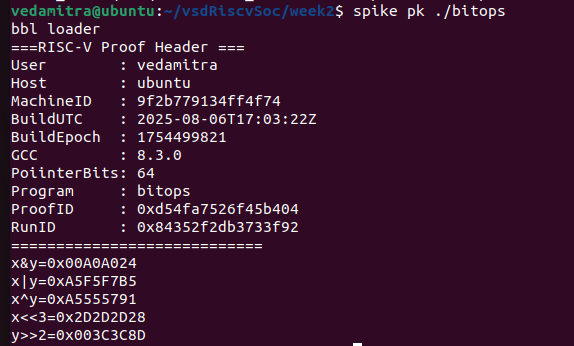 vedamitra@ubuntu:~/vsdRiscvSoc/week2$ spike pk ./bitops
bbl loader
===RISC-V Proof Header ===
User        : vedamitra
Host        : ubuntu
MachineID   : 9f2b779134ff4f74
BuildUTC    : 2025-08-06T17:03:22Z
BuildEpoch  : 1754499821
GCC         : 8.3.0
PoiinterBits: 64
Program     : bitops
ProofID     : 0xd54fa7526f45b404
RunID       : 0x84352f2db3733f92
============================
x&y=0x00A0A024
x|y=0xA5F5F7B5
x^y=0xA5555791
x<<3=0x2D2D2D28
y>>2=0x003C3C8D